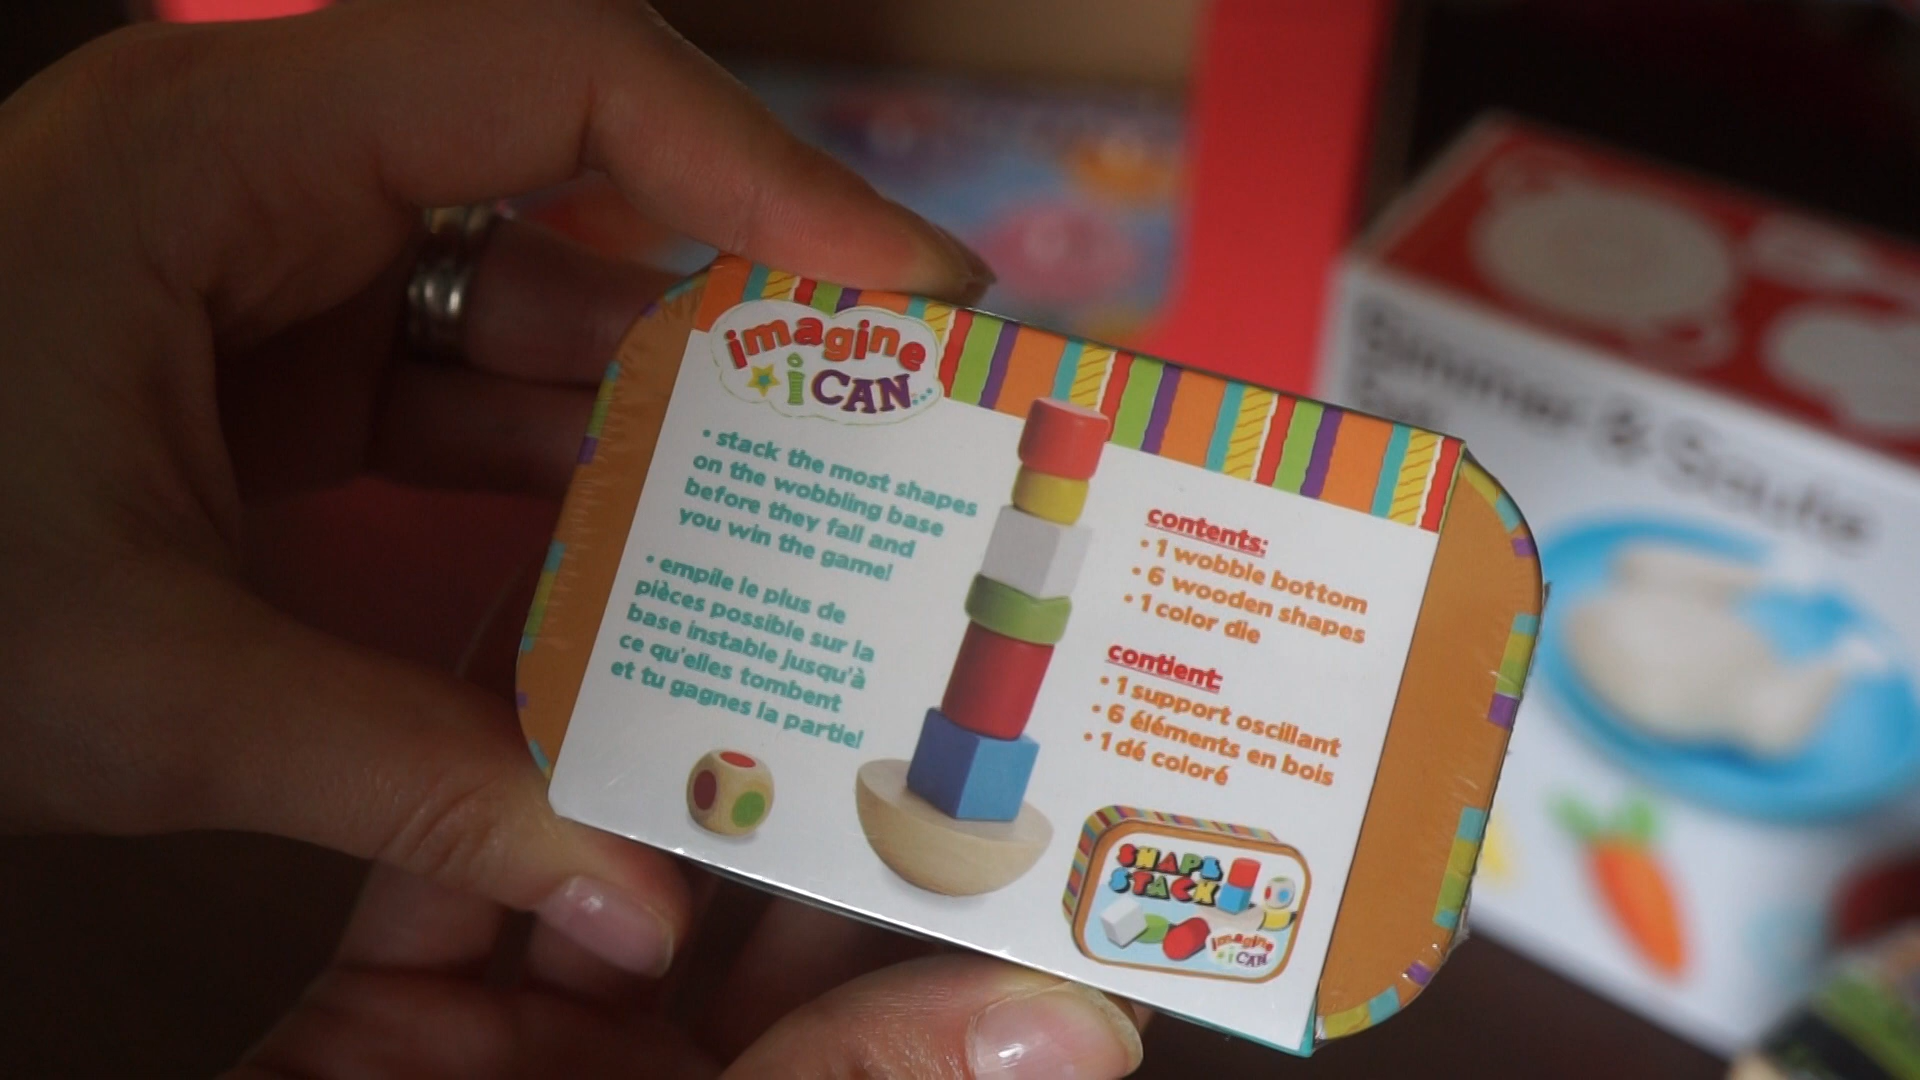 imagine
i CAN...
• stack the most shapes
on the wobbling base
before they fall and
you win the game!
• empile le plus de
pièces possible sur la
base instable jusqu'à
ce qu'elles tombent
et tu gagnes la partie!
contents:
• 1 wobble bottom
• 6 wooden shapes
• 1 color die
contient:
• 1 support oscillant
• 6 éléments en bois
• 1 dé coloré
SHAPE
STACK
imagine
i CAN
Simmer & Sauté
Set